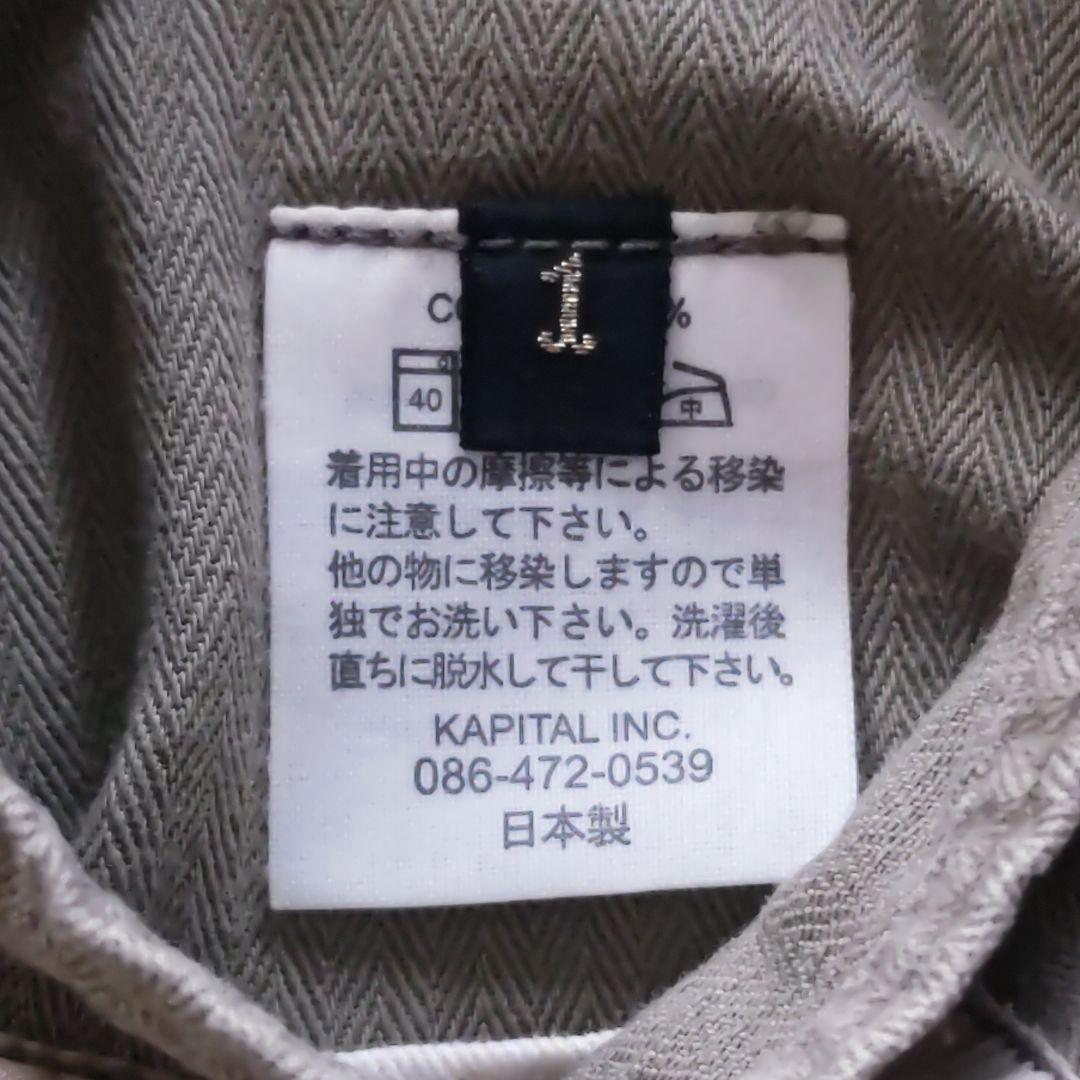 1
40 中
着用中の摩擦等による移染
に注意して下さい。
他の物に移染しますので単
独でお洗い下さい。洗濯後
直ちに脱水して干して下さい。
KAPITAL INC.
086-472-0539
日本製